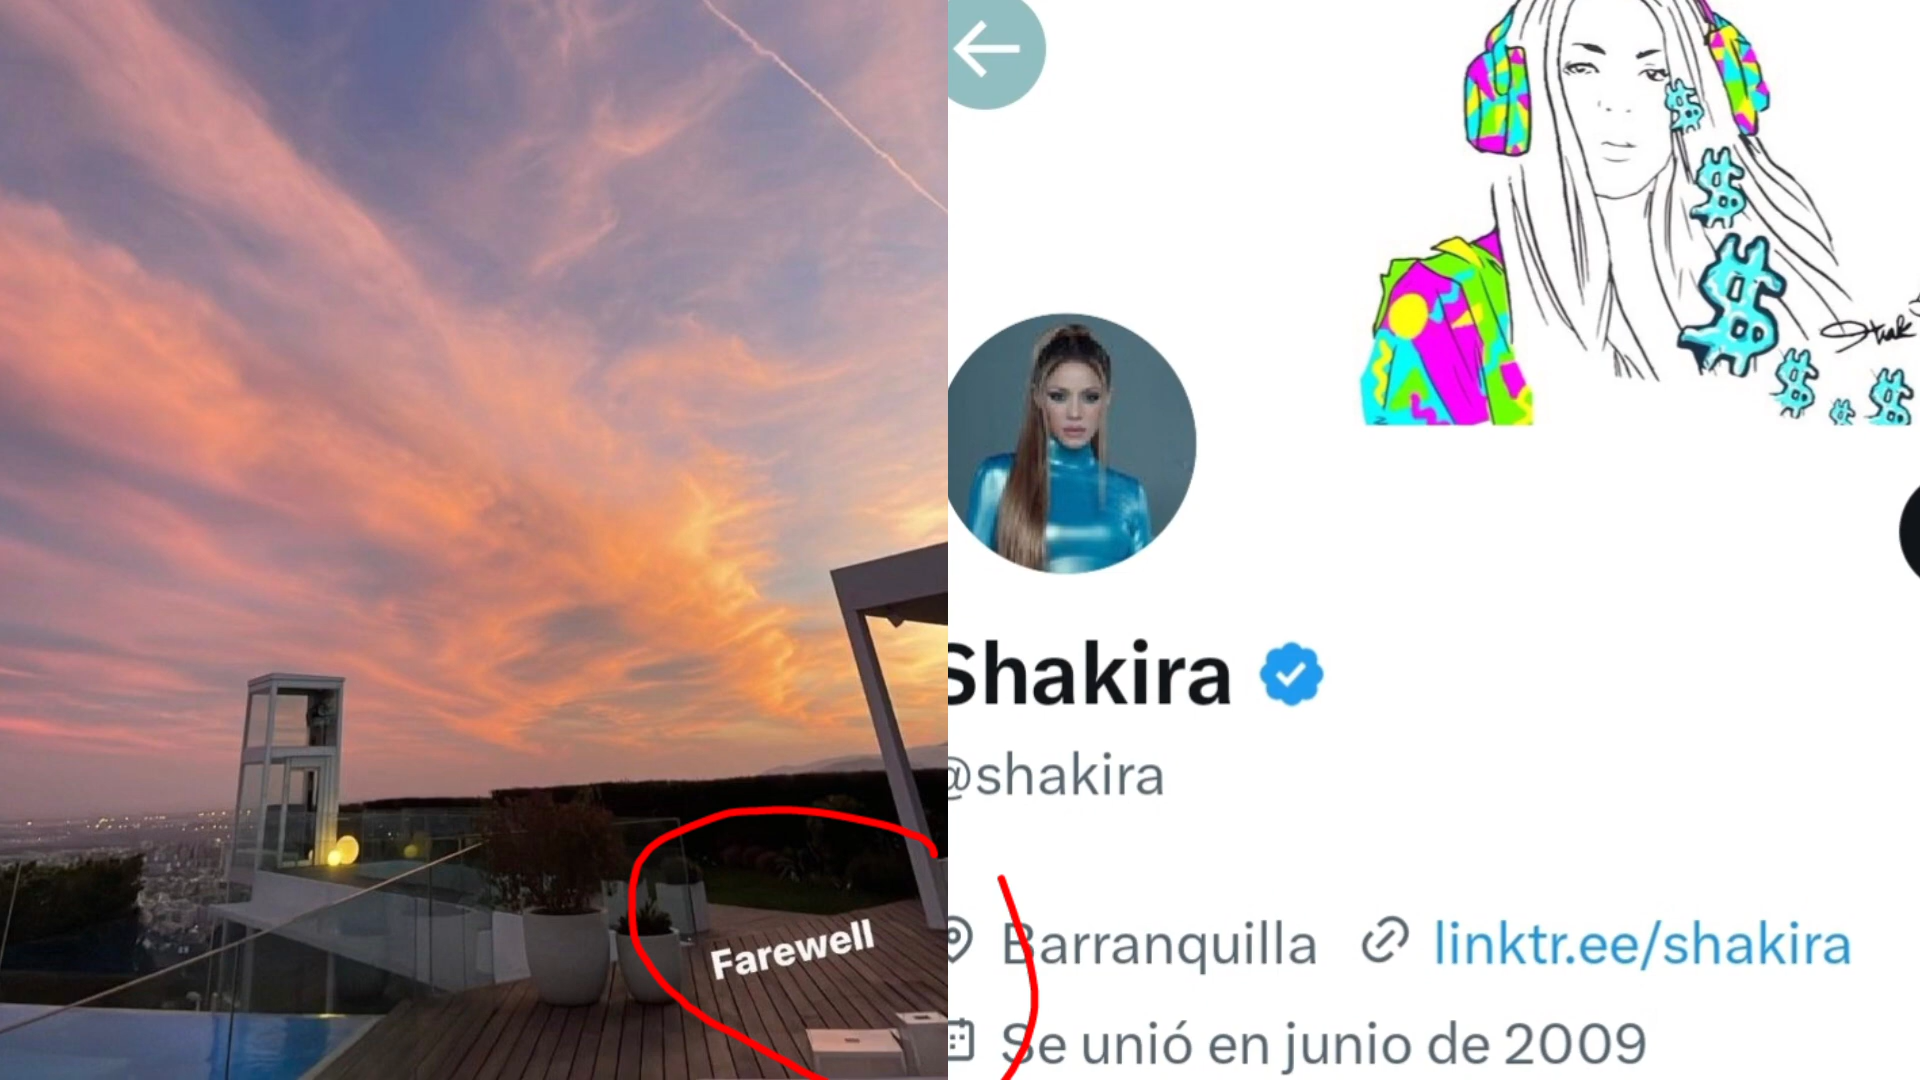 Farewell
Shakira
@shakira
Barranquilla linktr.ee/shakira
Se unió en junio de 2009